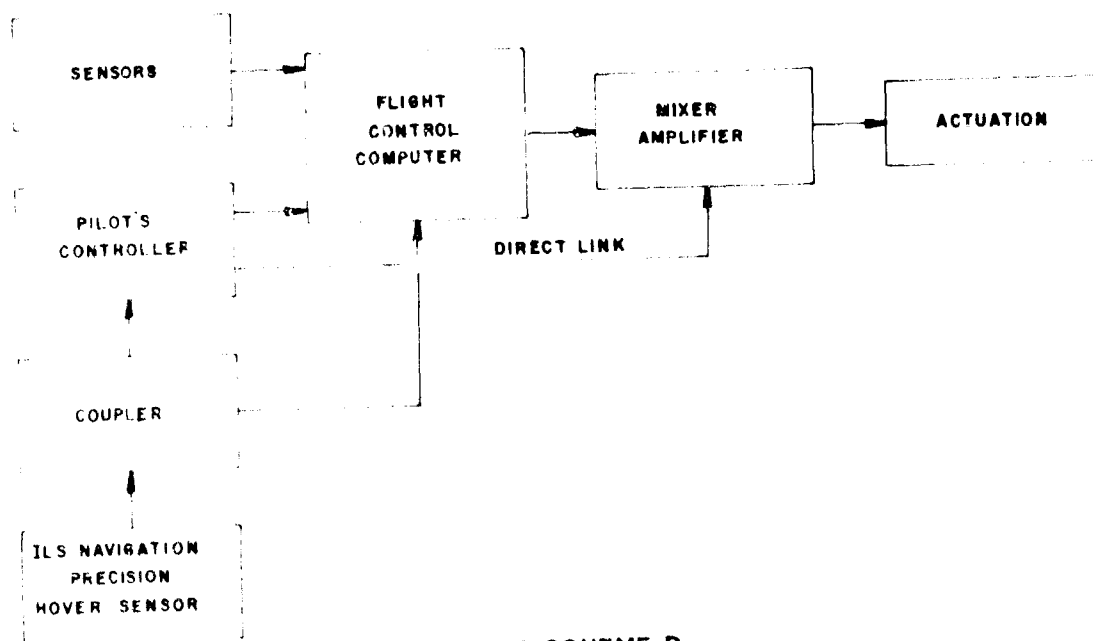 SENSORS
FLIGHT
CONTROL
COMPUTER
MIXER
AMPLIFIER
ACTUATION
PILOT'S
CONTROLLER
DIRECT LINK
COUPLER
ILS NAVIGATION
PRECISION
HOVER SENSOR